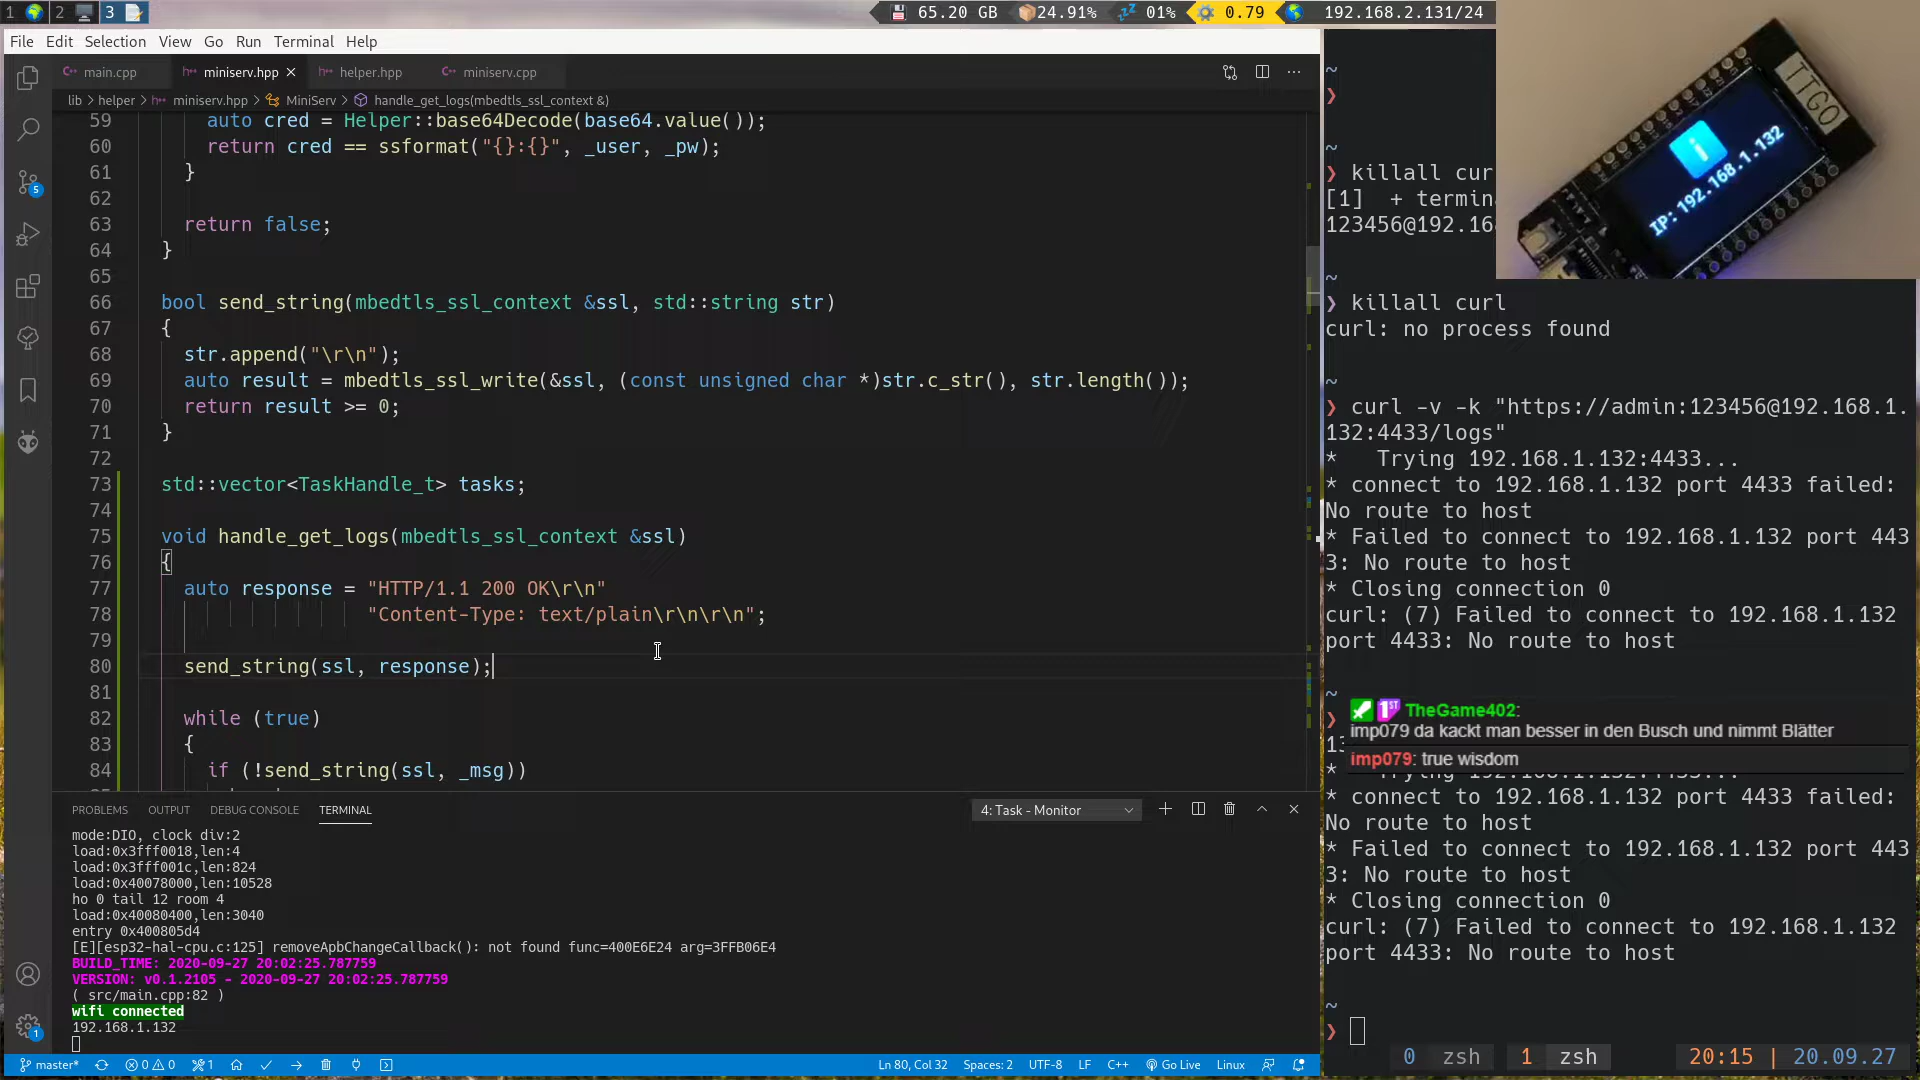 1 2 3 65.20 GB 24.91% 01% 0.79 192.168.2.131/24
File Edit Selection View Go Run Terminal Help
main.cpp miniserv.hpp helper.hpp miniserv.cpp
lib > helper > miniserv.hpp > MiniServ > handle_get_logs(mbedtls_ssl_context &)
59 auto cred = Helper::base64Decode(base64.value());
60 return cred == ssformat("{}:{}", _user, _pw);
61 }
62
63 return false;
64 }
65
66 bool send_string(mbedtls_ssl_context &ssl, std::string str)
67 {
68 str.append("\r\n");
69 auto result = mbedtls_ssl_write(&ssl, (const unsigned char *)str.c_str(), str.length());
70 return result >= 0;
71 }
72
73 std::vector<TaskHandle_t> tasks;
74
75 void handle_get_logs(mbedtls_ssl_context &ssl)
76 {
77 auto response = "HTTP/1.1 200 OK\r\n"
78 "Content-Type: text/plain\r\n\r\n";
79
80 send_string(ssl, response);
81
82 while (true)
83 {
84 if (!send_string(ssl, _msg))
5
1
PROBLEMS OUTPUT DEBUG CONSOLE TERMINAL 4: Task - Monitor
mode:DIO, clock div:2
load:0x3fff0018,len:4
load:0x3fff001c,len:824
load:0x40078000,len:10528
ho 0 tail 12 room 4
load:0x40080400,len:3040
entry 0x400805d4
[E][esp32-hal-cpu.c:125] removeApbChangeCallback(): not found func=400E6E24 arg=3FFB06E4
BUILD_TIME: 2020-09-27 20:02:25.787759
VERSION: v0.1.2105 - 2020-09-27 20:02:25.787759
( src/main.cpp:82 )
wifi connected
192.168.1.132
master* 0 0 1 Ln 80, Col 32 Spaces: 2 UTF-8 LF C++ Go Live Linux
~
❯
~
❯ killall cur
[1] + termin
123456@192.16
~
❯ killall curl
curl: no process found
~
❯ curl -v -k "https://admin:123456@192.168.1.
132:4433/logs"
* Trying 192.168.1.132:4433...
* connect to 192.168.1.132 port 4433 failed:
No route to host
* Failed to connect to 192.168.1.132 port 443
3: No route to host
* Closing connection 0
curl: (7) Failed to connect to 192.168.1.132
port 4433: No route to host
~
❯
TheGame402:
imp079 da kackt man besser in den Busch und nimmt Blätter
imp079: true wisdom
* connect to 192.168.1.132 port 4433 failed:
No route to host
* Failed to connect to 192.168.1.132 port 443
3: No route to host
* Closing connection 0
curl: (7) Failed to connect to 192.168.1.132
port 4433: No route to host
~
❯
0 zsh 1 zsh 20:15 | 20.09.27
TTGO
i
IP:192.168.1.132